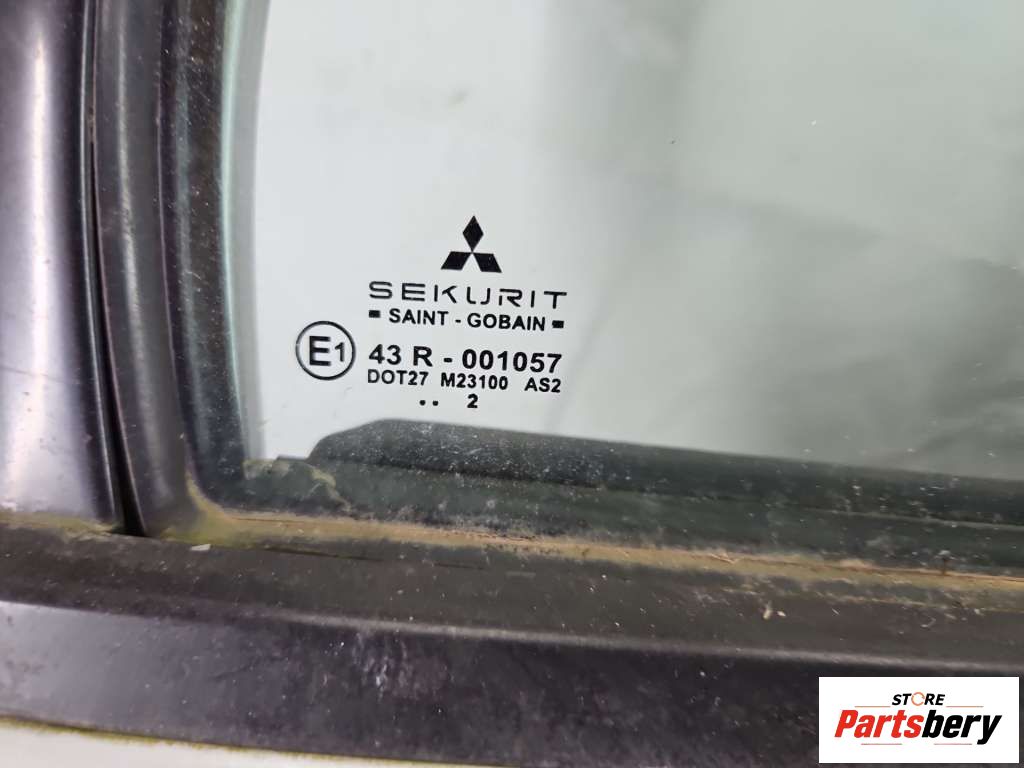 SEKURIT
SAINT - GOBAIN
E1
43 R - 001057
DOT27 M23100 AS2
.. 2
STORE
Partsbery